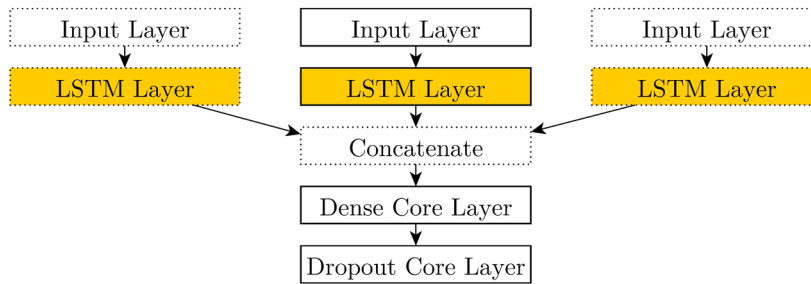 Input Layer
Input Layer
Input Layer
LSTM Layer
LSTM Layer
LSTM Layer
Concatenate
Dense Core Layer
Dropout Core Layer